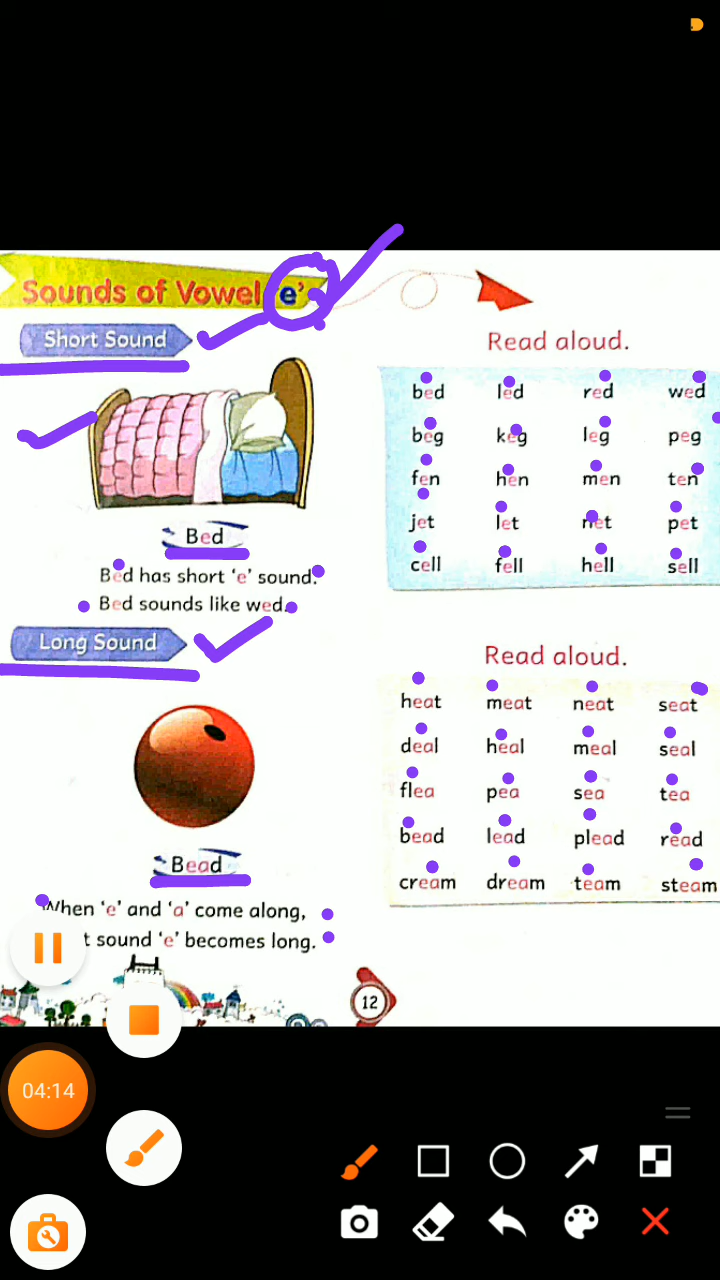 Sounds of Vowel 'e'
Short Sound
Bed
Bed has short 'e' sound.
Bed sounds like wed.
Long Sound
Bead
When 'e' and 'a' come along,
sound 'e' becomes long.
Read aloud.
bed led red wed
beg keg leg peg
fen hen men ten
jet let net pet
cell fell hell sell
Read aloud.
heat meat neat seat
deal heal meal seal
flea pea sea tea
bead lead plead read
cream dream team steam
12
04:14